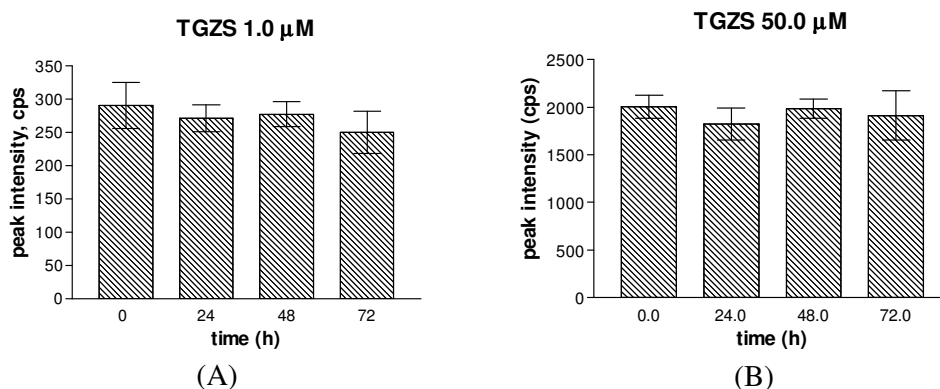 TGZS 1.0 µM
peak intensity, cps
350
300
250
200
150
100
50
0
0 24 48 72
time (h)
(A)
TGZS 50.0 µM
peak intensity (cps)
2500
2000
1500
1000
500
0
0.0 24.0 48.0 72.0
time (h)
(B)